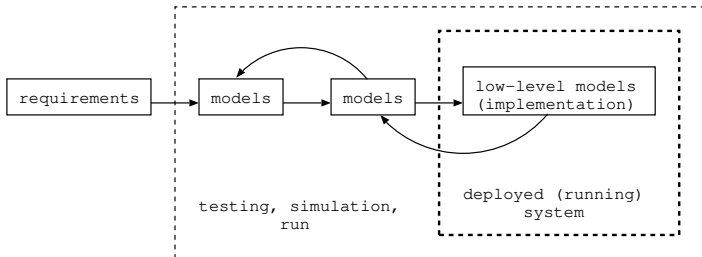 requirements
models
models
low-level models
(implementation)
testing, simulation,
run
deployed (running)
system